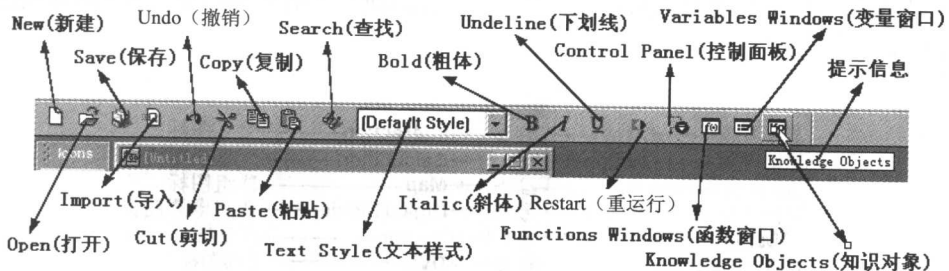 New(新建)
Undo（撤销）
Undeline(下划线)
Variables Windows(变量窗口)
Search(查找)
Save(保存)
Copy(复制)
Bold(粗体)
Control Panel(控制面板)
提示信息
(Default Style)
B I U
Icons
[Untitled
Knowledge Objects
Import(导入)
Paste(粘贴)
Italic(斜体) Restart（重运行）
Open(打开)
Cut(剪切)
Text Style(文本样式)
Functions Windows(函数窗口)
Knowledge Objects(知识对象)